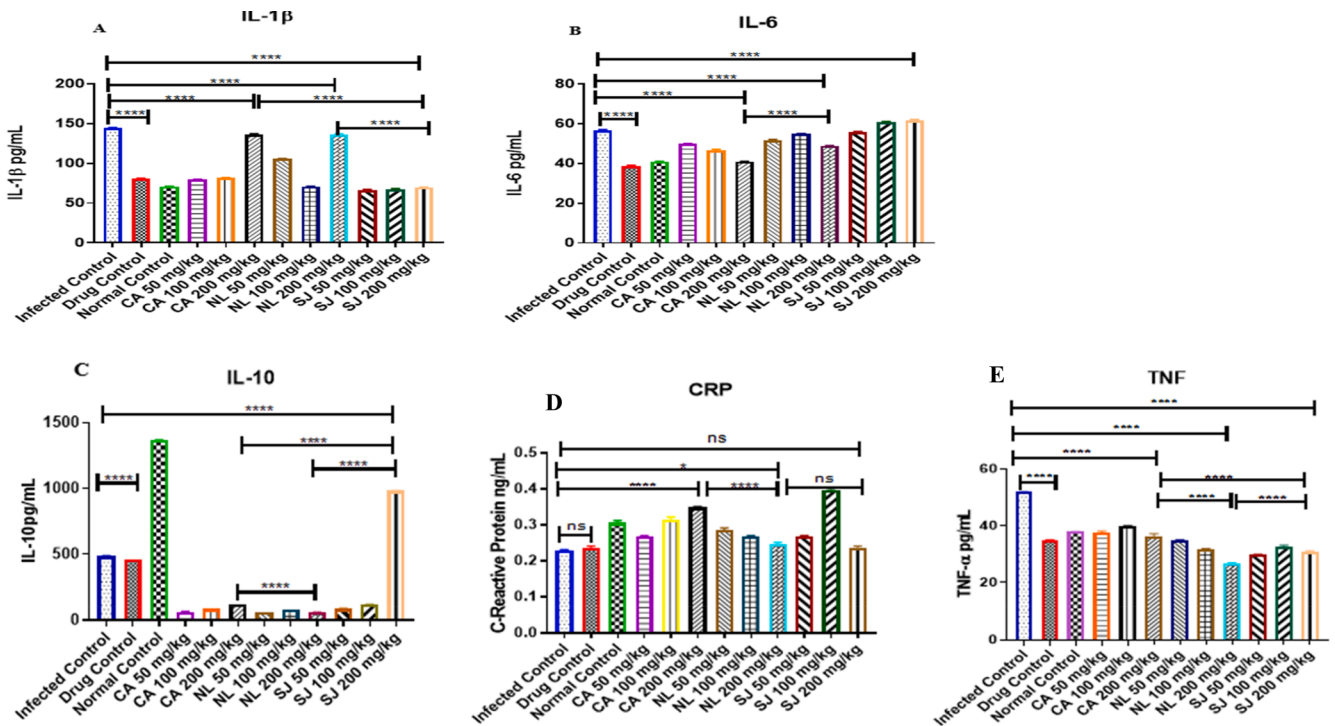 A
IL-1β
****
****
****
****
****
****
200
150
100
50
0
IL-1β pg/mL
Infected Control
Drug Control
Normal Control
CA 50 mg/kg
CA 100 mg/kg
CA 200 mg/kg
NL 50 mg/kg
NL 100 mg/kg
NL 200 mg/kg
SJ 50 mg/kg
SJ 100 mg/kg
SJ 200 mg/kg
B
IL-6
****
****
****
****
****
80
60
40
20
0
IL-6 pg/mL
Infected Control
Drug Control
Normal Control
CA 50 mg/kg
CA 100 mg/kg
CA 200 mg/kg
NL 50 mg/kg
NL 100 mg/kg
NL 200 mg/kg
SJ 50 mg/kg
SJ 100 mg/kg
SJ 200 mg/kg
C
IL-10
****
****
****
****
****
1500
1000
500
0
IL-10pg/mL
Infected Control
Drug Control
Normal Control
CA 50 mg/kg
CA 100 mg/kg
CA 200 mg/kg
NL 50 mg/kg
NL 100 mg/kg
NL 200 mg/kg
SJ 50 mg/kg
SJ 100 mg/kg
SJ 200 mg/kg
D
CRP
ns
*
****
****
ns
ns
0.5
0.4
0.3
0.2
0.1
0.0
C-Reactive Protein ng/mL
Infected Control
Drug Control
Normal Control
CA 50 mg/kg
CA 100 mg/kg
CA 200 mg/kg
NL 50 mg/kg
NL 100 mg/kg
NL 200 mg/kg
SJ 50 mg/kg
SJ 100 mg/kg
SJ 200 mg/kg
E
TNF
****
****
****
****
****
****
****
60
40
20
0
TNF-α pg/mL
Infected Control
Drug Control
Normal Control
CA 50 mg/kg
CA 100 mg/kg
CA 200 mg/kg
NL 50 mg/kg
NL 100 mg/kg
NL 200 mg/kg
SJ 50 mg/kg
SJ 100 mg/kg
SJ 200 mg/kg